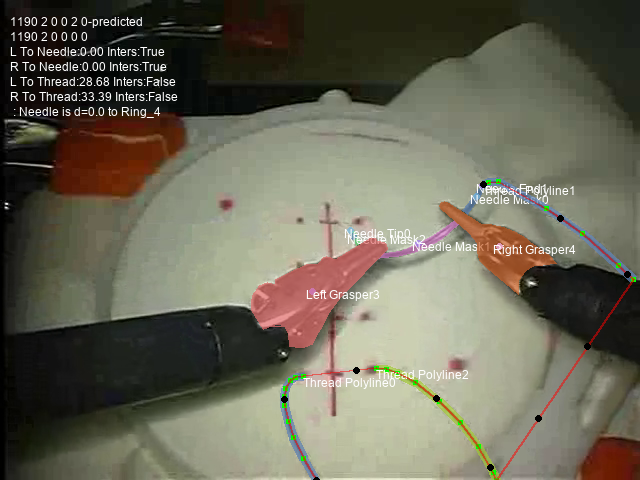 1190 2 0 0 2 0-predicted
1190 2 0 0 0 0
L To Needle:0.00 Inters:True
R To Needle:0.00 Inters:True
L To Thread:28.68 Inters:False
R To Thread:33.39 Inters:False
: Needle is d=0.0 to Ring_4
Needle End1
Thread Polyline1
Needle Mask0
Needle Tip0
Needle Mask2
Needle Mask1
Right Grasper4
Left Grasper3
Thread Polyline2
Thread Polyline0